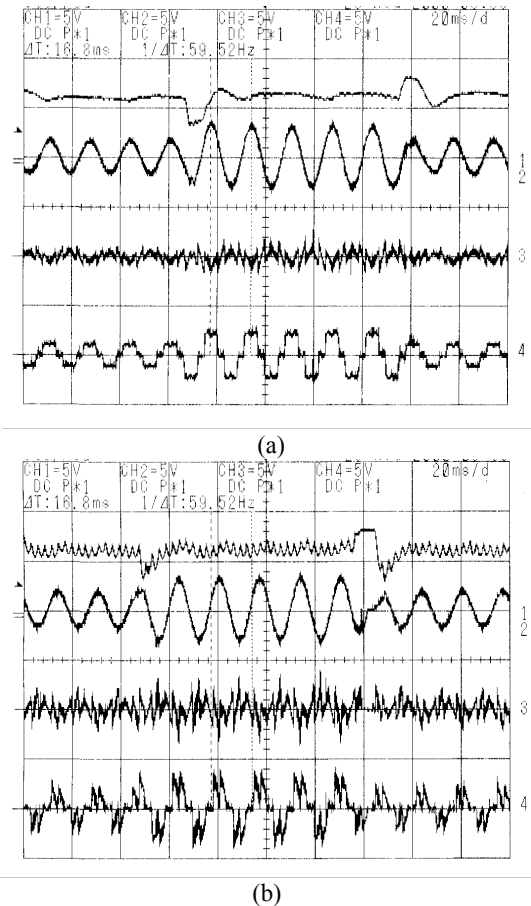 CH1=5V CH2=5V CH3=5V CH4=5V 20ms/d
DC P*1 DC P*1 DC P*1 DC P*1
ΔT:16.8ms 1/ΔT:59.52Hz
1
2
3
4
(a)
CH1=5V CH2=5V CH3=5V CH4=5V 20ms/d
DC P*1 DC P*1 DC P*1 DC P*1
ΔT:16.8ms 1/ΔT:59.52Hz
1
2
3
4
(b)